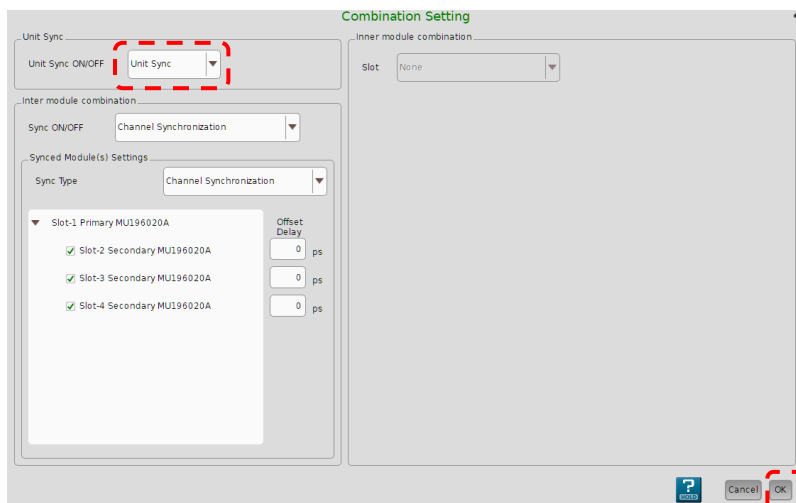 Combination Setting
Unit Sync
Unit Sync ON/OFF
Unit Sync
Inter module combination
Sync ON/OFF
Channel Synchronization
Synced Module(s) Settings
Sync Type
Channel Synchronization
Slot-1 Primary MU196020A
Offset
Delay
Slot-2 Secondary MU196020A
0 ps
Slot-3 Secondary MU196020A
0 ps
Slot-4 Secondary MU196020A
0 ps
Inner module combination
Slot
None
?
HOLD
Cancel
OK